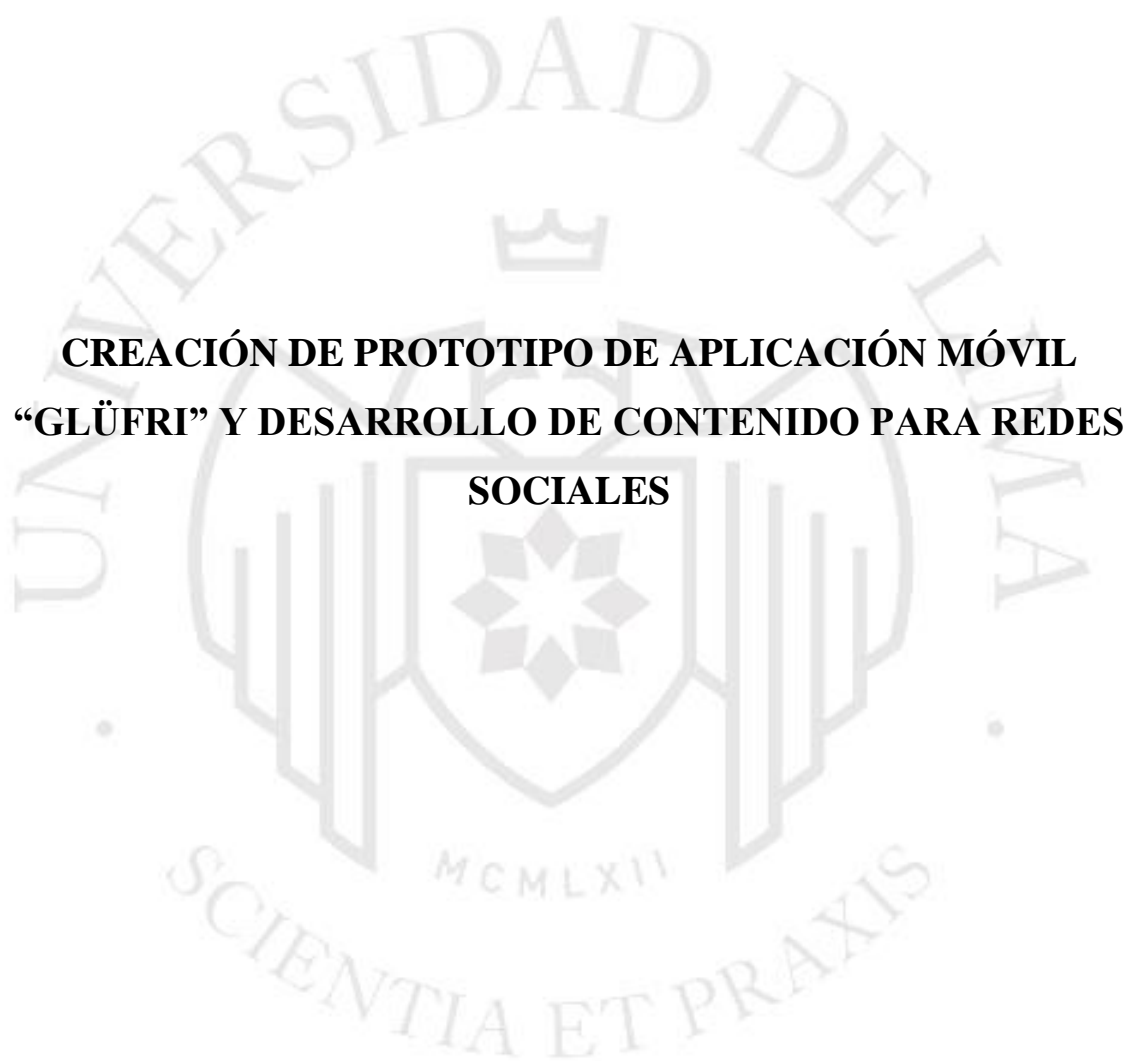 UNIVERSIDAD DE LIMA
CREACIÓN DE PROTOTIPO DE APLICACIÓN MÓVIL
“GLÜFRI” Y DESARROLLO DE CONTENIDO PARA REDES
SOCIALES
MCMLXII
SCIENTIA ET PRAXIS